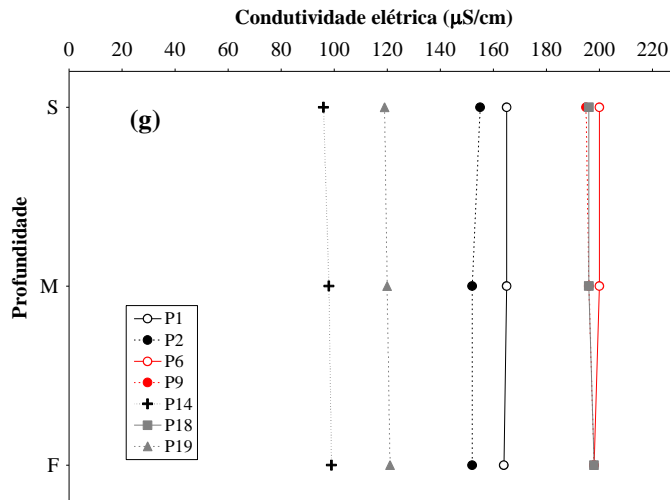 Condutividade elétrica (µS/cm)
0 20 40 60 80 100 120 140 160 180 200 220
S
(g)
Profundidade
M
P1
P2
P6
P9
P14
P18
P19
F